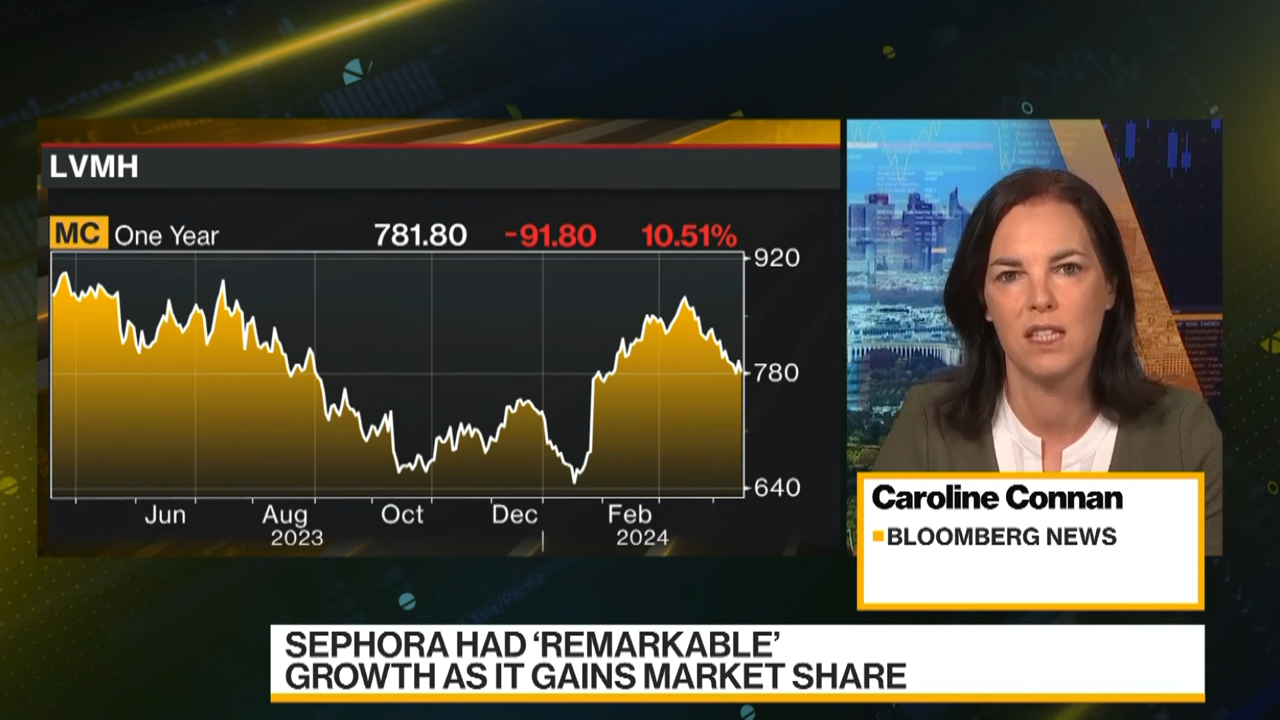 LVMH
MC One Year 781.80 -91.80 10.51%
920
780
640
Jun Aug Oct Dec Feb
2023 2024
Caroline Connan
BLOOMBERG NEWS
SEPHORA HAD ‘REMARKABLE’
GROWTH AS IT GAINS MARKET SHARE